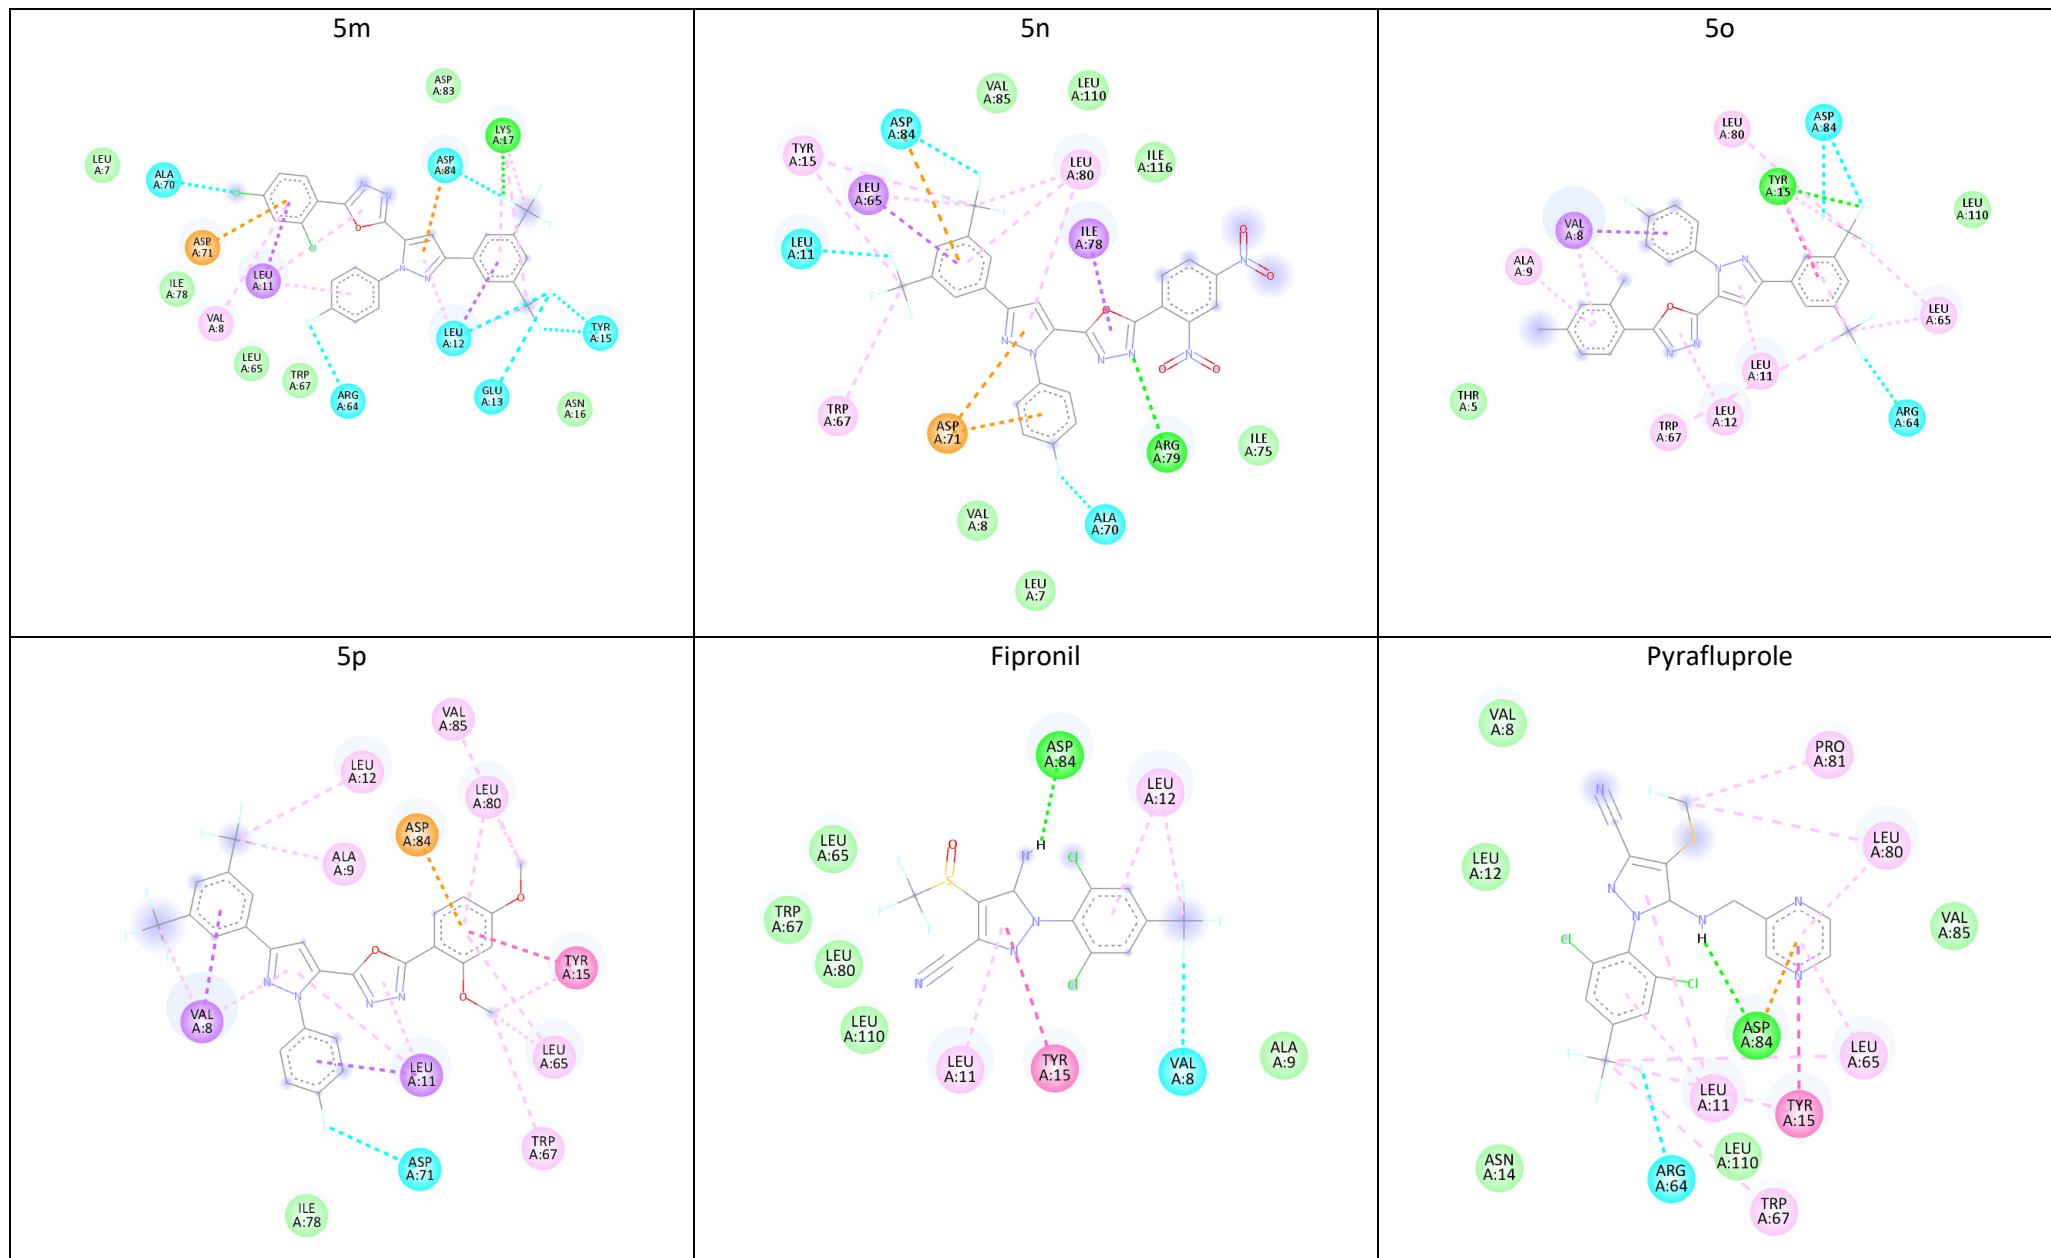 5m
ASP
A:83
LYS
A:17
LEU
A:7
ALA
A:70
ASP
A:84
Cl
N
N
O
Cl
ASP
A:71
LEU
A:11
ILE
A:78
VAL
A:8
N
N
F
F
F
F
F
LEU
A:12
TYR
A:15
LEU
A:65
TRP
A:67
ARG
A:64
GLU
A:13
ASN
A:16
5n
VAL
A:85
LEU
A:110
ASP
A:84
TYR
A:15
LEU
A:80
ILE
A:116
LEU
A:65
F
F
F
LEU
A:11
ILE
A:78
O
N
O
F
F
F
O
N
N
N
N
N
O
O
TRP
A:67
ASP
A:71
ARG
A:79
ILE
A:75
F
VAL
A:8
ALA
A:70
LEU
A:7
5o
LEU
A:80
ASP
A:84
TYR
A:15
LEU
A:110
F
VAL
A:8
F
F
F
ALA
A:9
N
N
O
N
N
F
F
F
LEU
A:65
LEU
A:11
THR
A:5
TRP
A:67
LEU
A:12
ARG
A:64
5p
VAL
A:85
LEU
A:12
LEU
A:80
ASP
A:84
F
F
F
ALA
A:9
F
F
F
O
O
O
N
N
N
N
TYR
A:15
VAL
A:8
LEU
A:11
LEU
A:65
F
TRP
A:67
ASP
A:71
ILE
A:78
Fipronil
ASP
A:84
LEU
A:12
LEU
A:65
O
H
N
Cl
F
S
F
F
F
F
F
N
N
N
Cl
TRP
A:67
LEU
A:80
LEU
A:110
LEU
A:11
TYR
A:15
VAL
A:8
ALA
A:9
Pyrafluprole
VAL
A:8
PRO
A:81
N
F
S
LEU
A:80
LEU
A:12
N
N
N
H
N
N
VAL
A:85
Cl
Cl
ASP
A:84
LEU
A:65
F
F
F
LEU
A:11
TYR
A:15
LEU
A:110
ASN
A:14
ARG
A:64
TRP
A:67